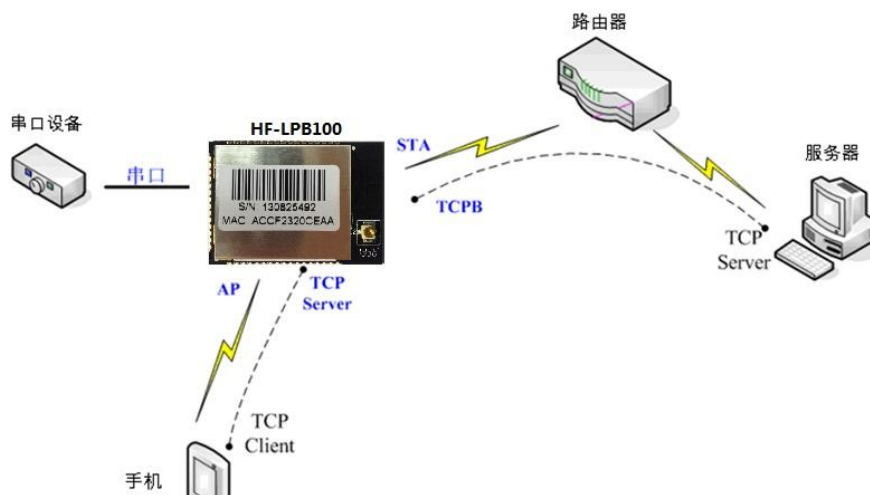 路由器
串口设备
HF-LPB100
STA
服务器
串口
S/N 130825492
MAC ACCF2320CEAA
TCPB
TCP
Server
AP
TCP
Server
TCP
Client
手机